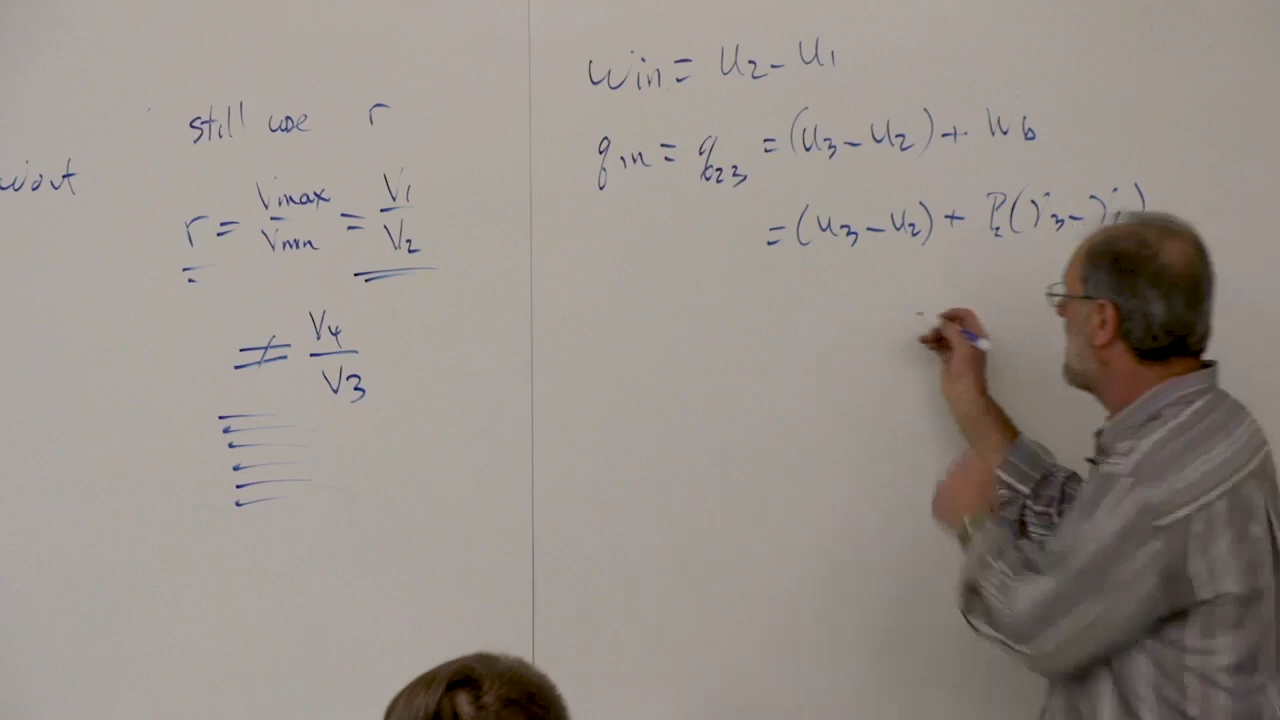 wout
still use r
r = Vmax/Vmin = V1/V2
≠ V4/V3
win = u2 - u1
qin = q23 = (u3 - u2) + wb
= (u3 - u2) + P2(v3 - v2)